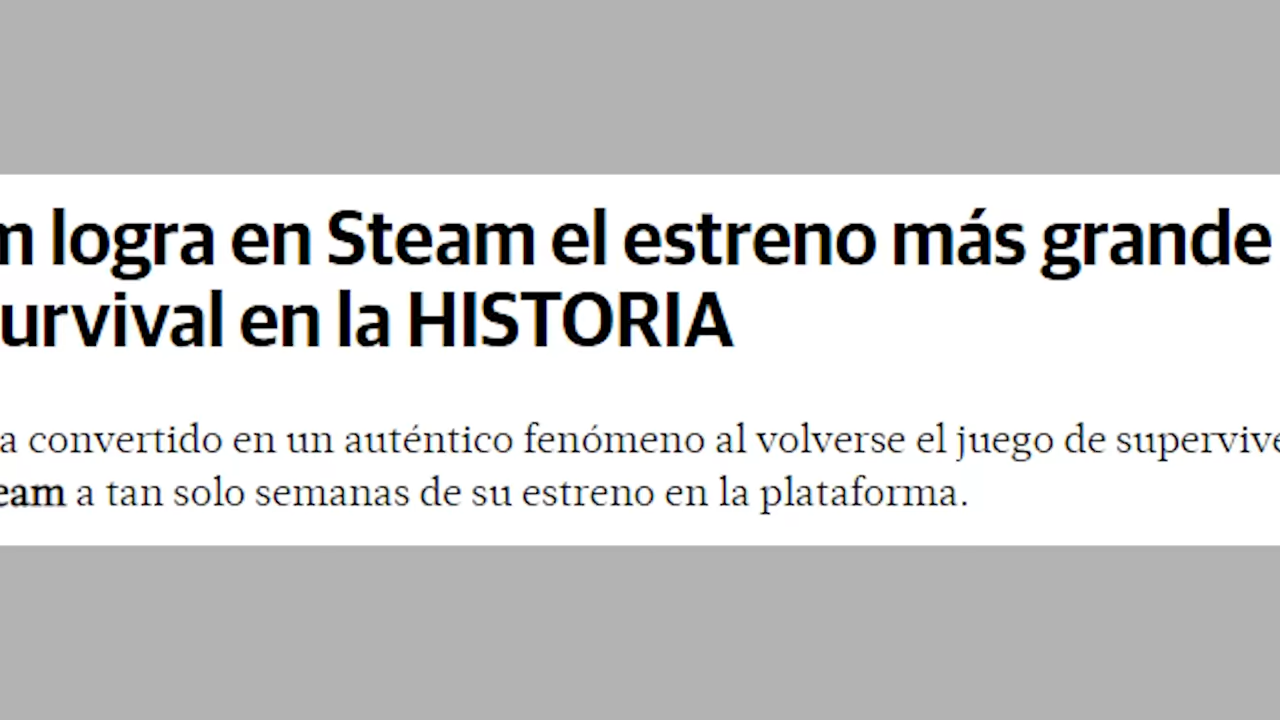 m logra en Steam el estreno más grande
urvival en la HISTORIA
a convertido en un auténtico fenómeno al volverse el juego de supervive
eam a tan solo semanas de su estreno en la plataforma.